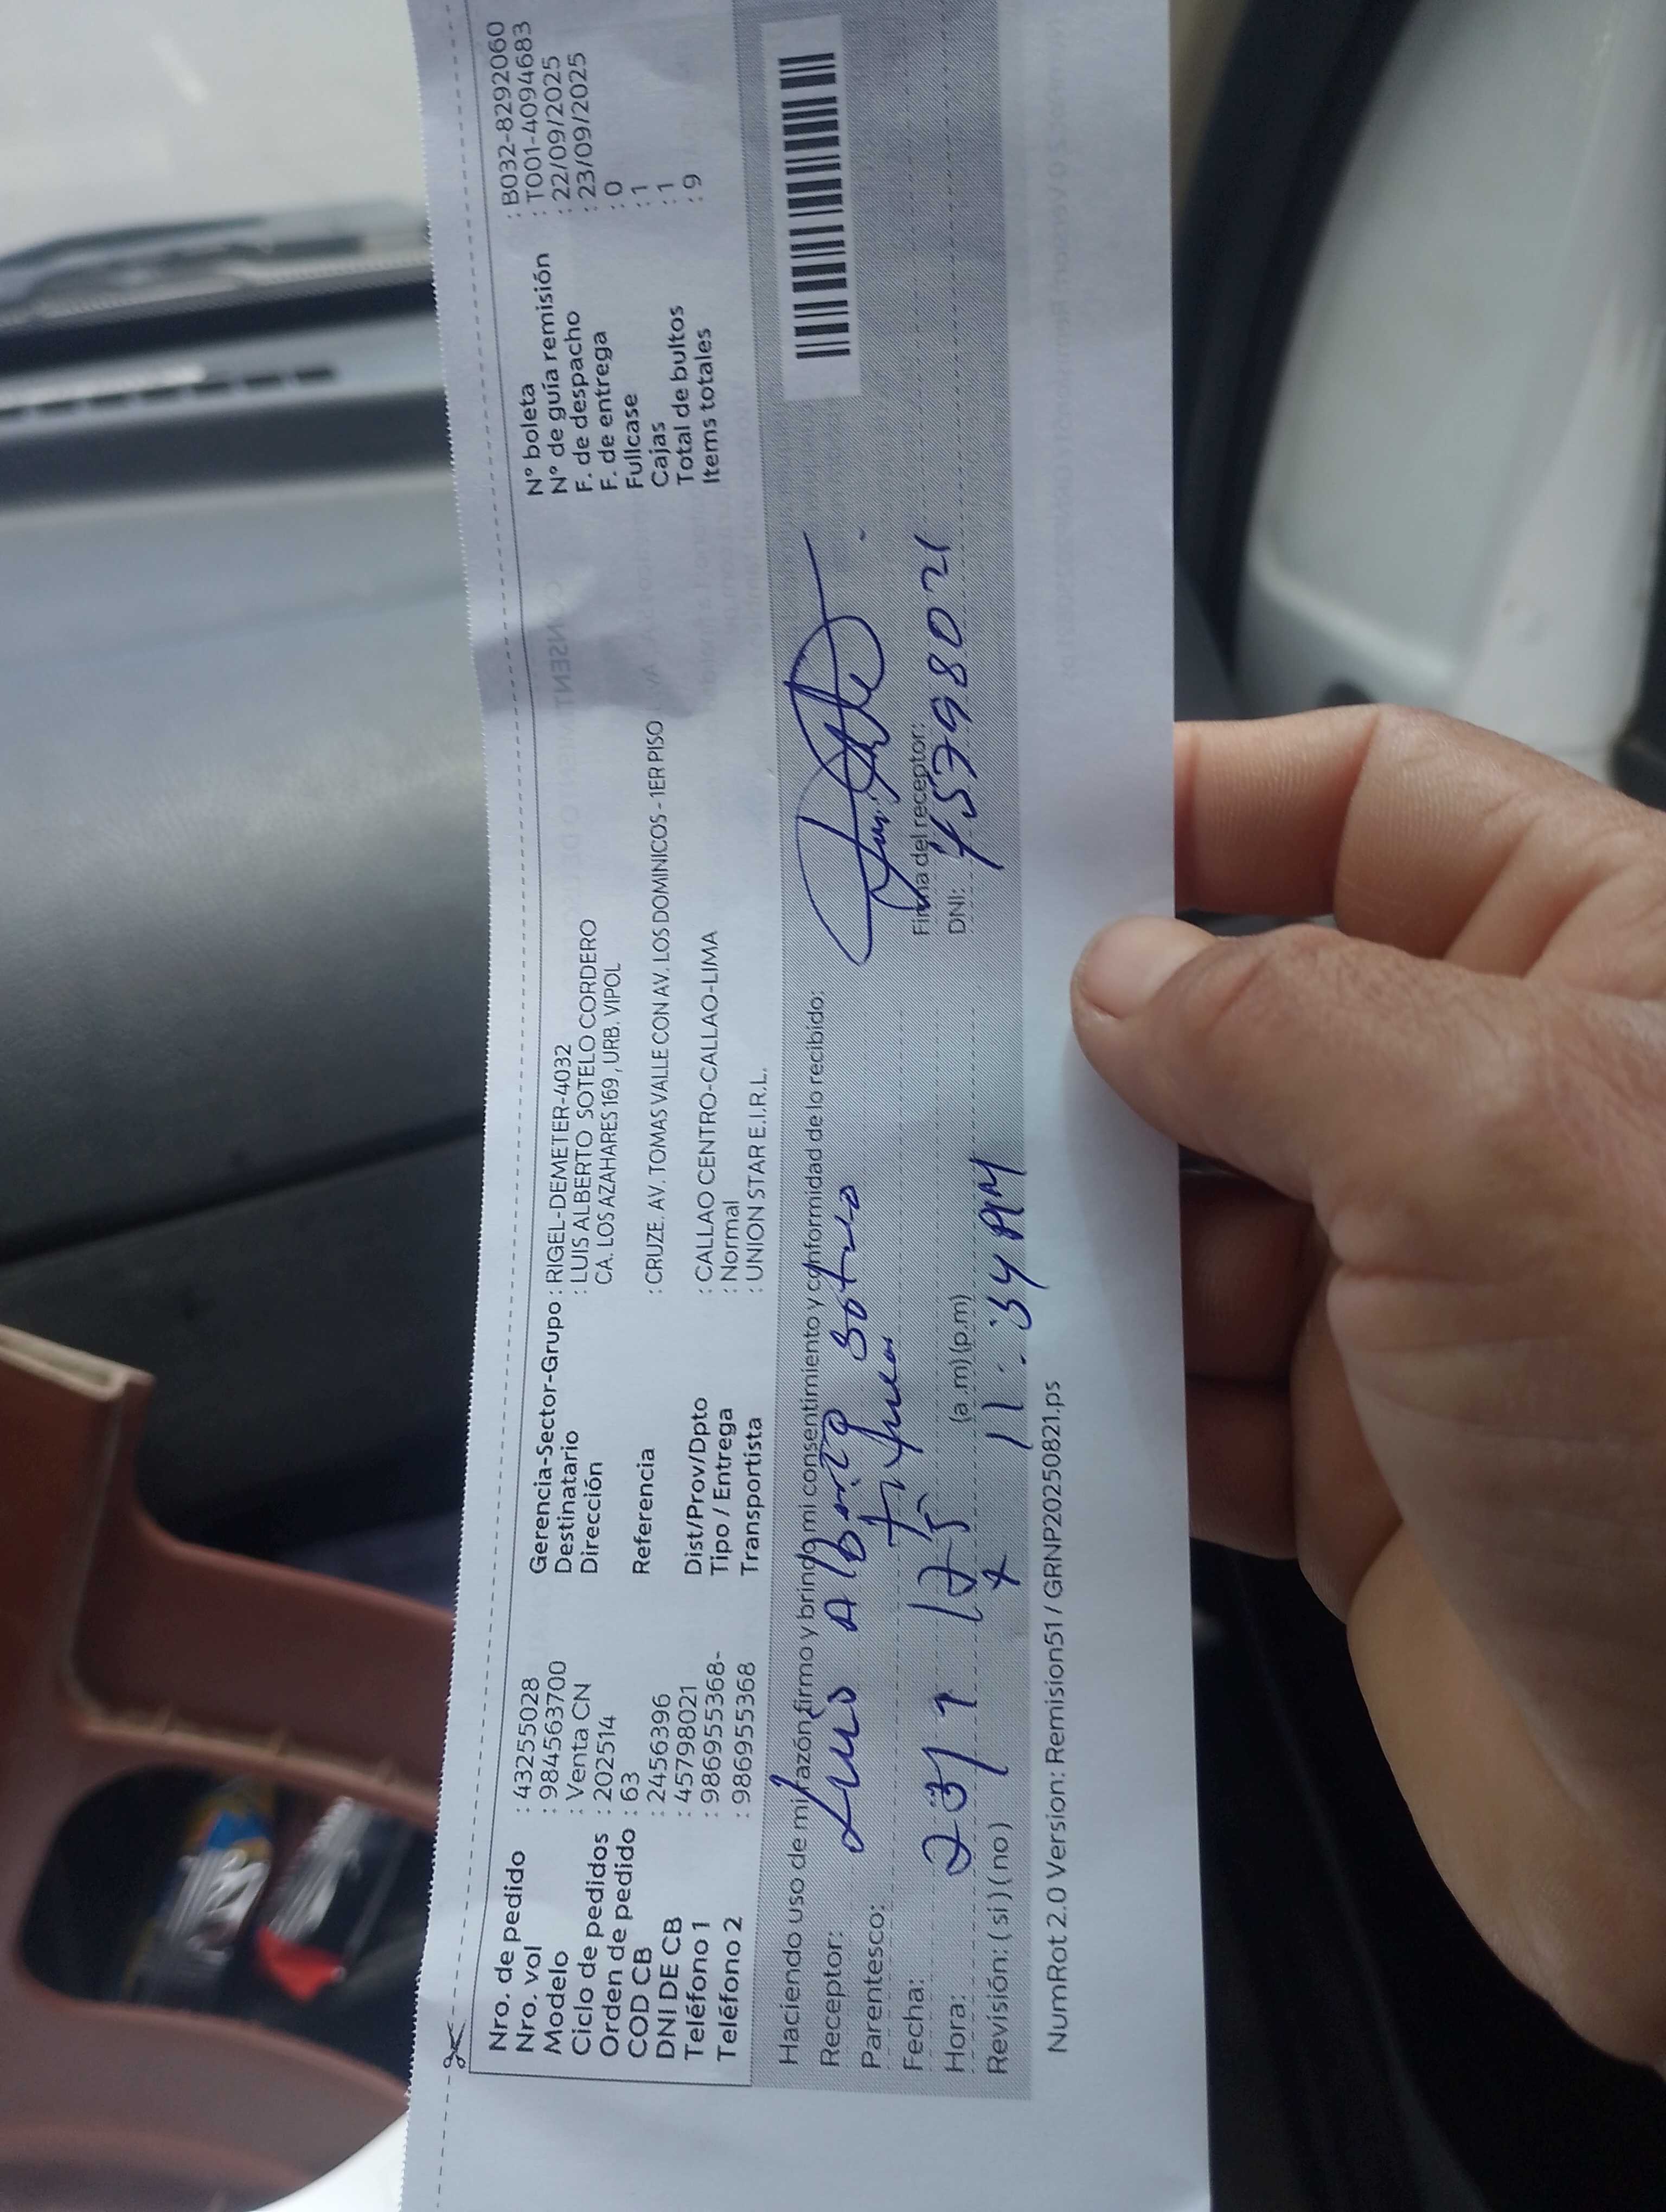 Nro. de pedido : 43255028
Nro. vol : 984563700
Modelo : Venta CN
Ciclo de pedidos : 202514
Orden de pedido : 63
COD CB : 2456396
DNI DE CB : 45798021
Teléfono 1 : 986955368-
Teléfono 2 : 986955368
Gerencia-Sector-Grupo : RIGEL-DEMETER-4032
Destinatario : LUIS ALBERTO SOTELO CORDERO
Dirección CA. LOS AZAHARES 169 , URB. VIPOL
Referencia : CRUZE. AV. TOMAS VALLE CON AV. LOS DOMINICOS - 1ER PISO
Dist/Prov/Dpto : CALLAO CENTRO-CALLAO-LIMA
Tipo / Entrega : Normal
Transportista : UNION STAR E.I.R.L.
N° boleta : B032-8292060
N° de guía remisión : T001-4094683
F. de despacho : 22/09/2025
F. de entrega : 23/09/2025
Fullcase : 0
Cajas : 1
Total de bultos : 1
Items totales : 9
Haciendo uso de mi razón firmo y brindo mi consentimiento y conformidad de lo recibido:
Receptor: Luis Alberto Sotelo
Parentesco:
Fecha: 23/9
Hora: (a.m)(p.m) 11:34 AM
Revisión: ( si ) ( no ) x
Firma del receptor:
DNI: 45798021
NumRot 2.0 Version: Remision51 / GRNP20250821.ps